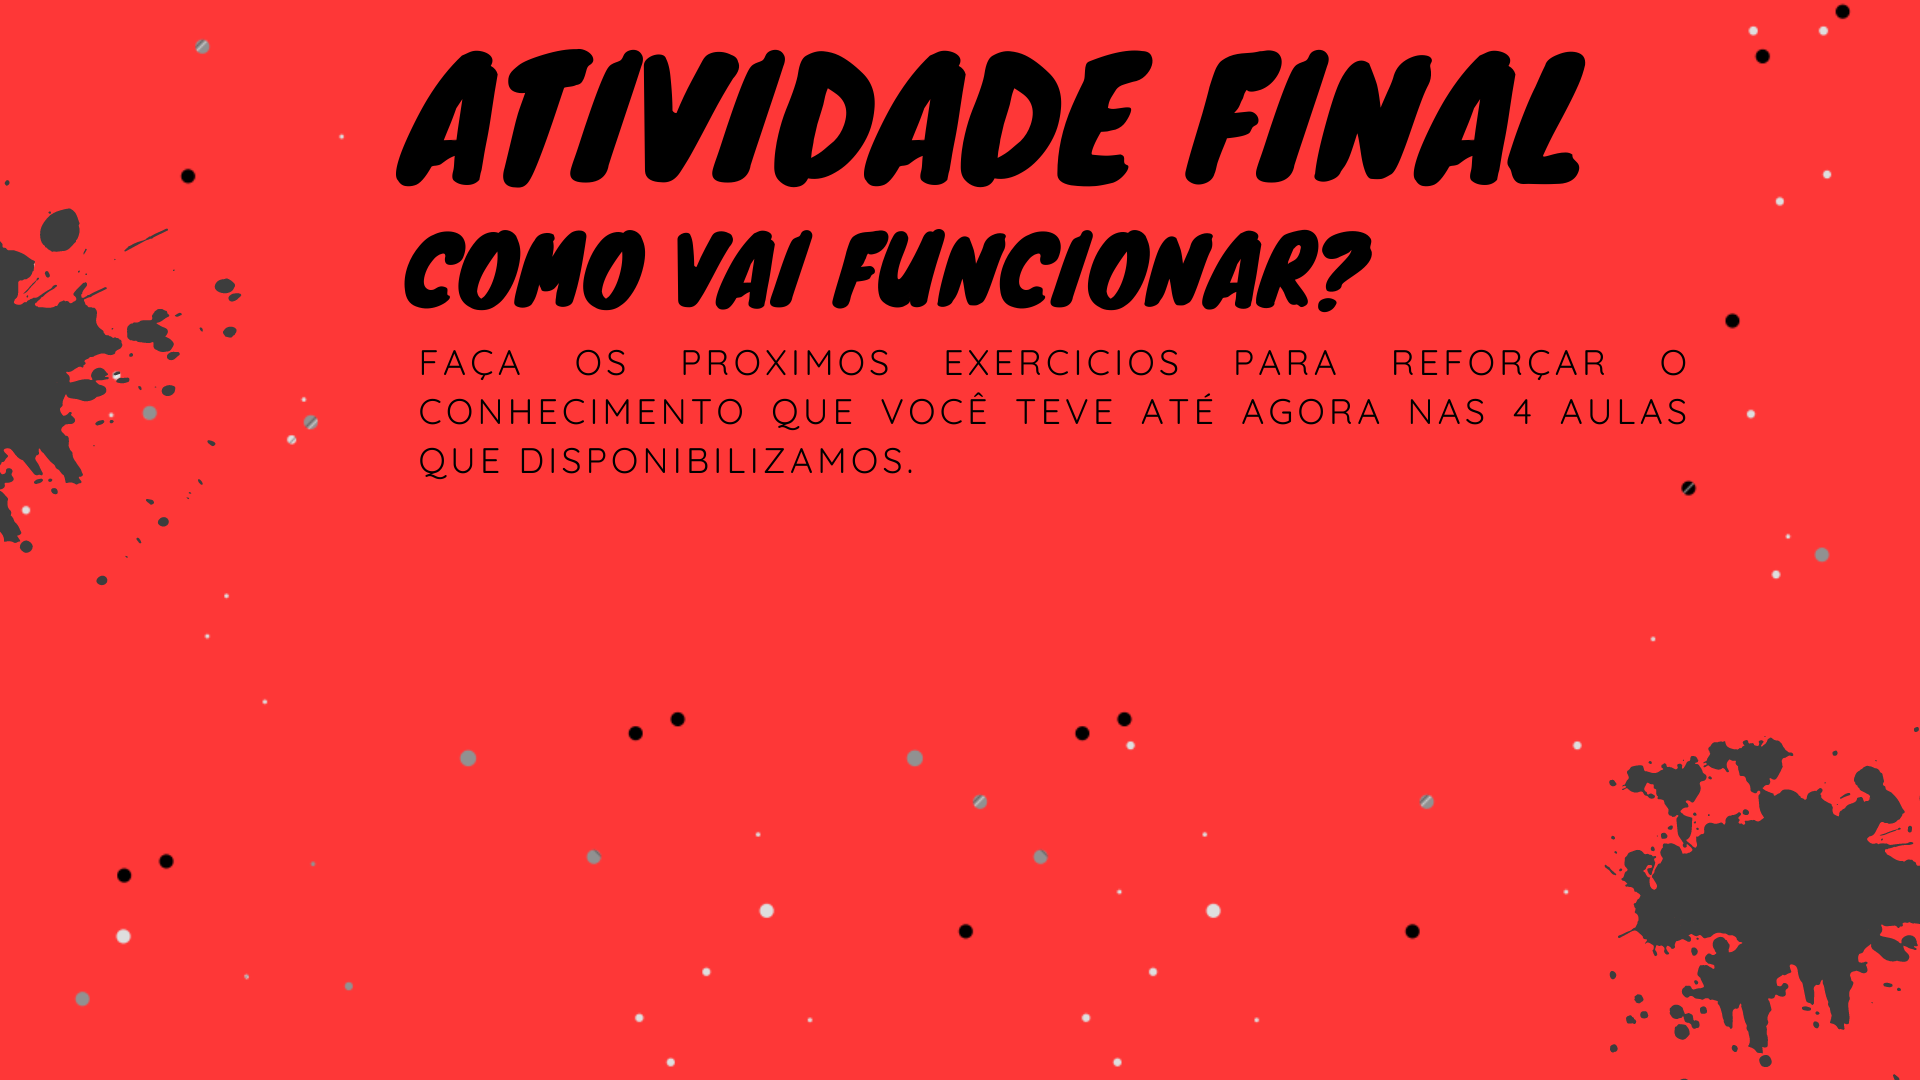 ATIVIDADE FINAL
COMO VAI FUNCIONAR?
FAÇA OS PROXIMOS EXERCICIOS PARA REFORÇAR O
CONHECIMENTO QUE VOCÊ TEVE ATÉ AGORA NAS 4 AULAS
QUE DISPONIBILIZAMOS.